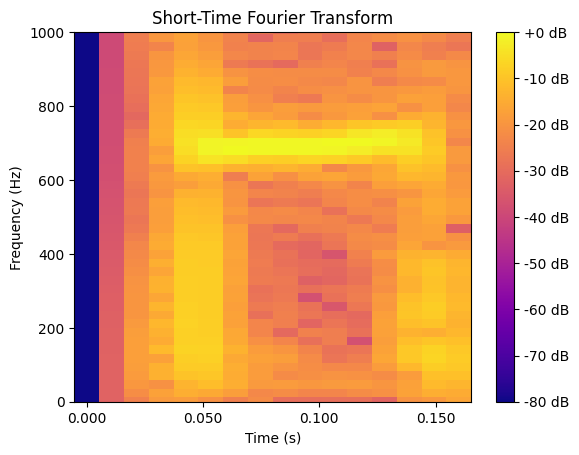 Short-Time Fourier Transform
1000
800
600
400
200
0
Frequency (Hz)
0.000
0.050
0.100
0.150
Time (s)
+0 dB
-10 dB
-20 dB
-30 dB
-40 dB
-50 dB
-60 dB
-70 dB
-80 dB